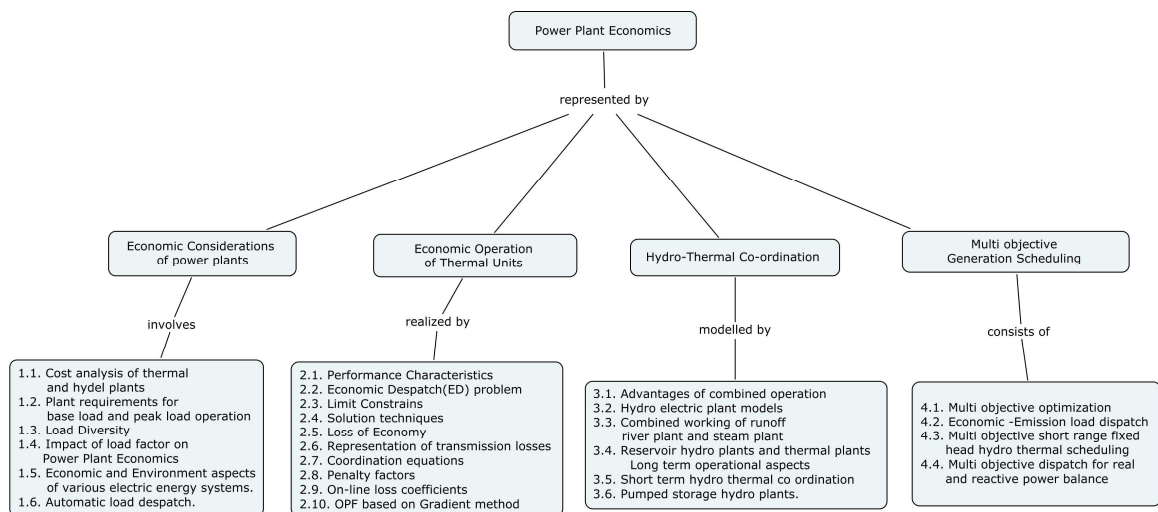 Power Plant Economics
represented by
Economic Considerations
of power plants
Economic Operation
of Thermal Units
Hydro-Thermal Co-ordination
Multi objective
Generation Scheduling
involves
realized by
modelled by
consists of
1.1. Cost analysis of thermal
and hydel plants
1.2. Plant requirements for
base load and peak load operation
1.3. Load Diversity
1.4. Impact of load factor on
Power Plant Economics
1.5. Economic and Environment aspects
of various electric energy systems.
1.6. Automatic load despatch.
2.1. Performance Characteristics
2.2. Economic Despatch(ED) problem
2.3. Limit Constrains
2.4. Solution techniques
2.5. Loss of Economy
2.6. Representation of transmission losses
2.7. Coordination equations
2.8. Penalty factors
2.9. On-line loss coefficients
2.10. OPF based on Gradient method
3.1. Advantages of combined operation
3.2. Hydro electric plant models
3.3. Combined working of runoff
river plant and steam plant
3.4. Reservoir hydro plants and thermal plants
Long term operational aspects
3.5. Short term hydro thermal co ordination
3.6. Pumped storage hydro plants.
4.1. Multi objective optimization
4.2. Economic -Emission load dispatch
4.3. Multi objective short range fixed
head hydro thermal scheduling
4.4. Multi objective dispatch for real
and reactive power balance